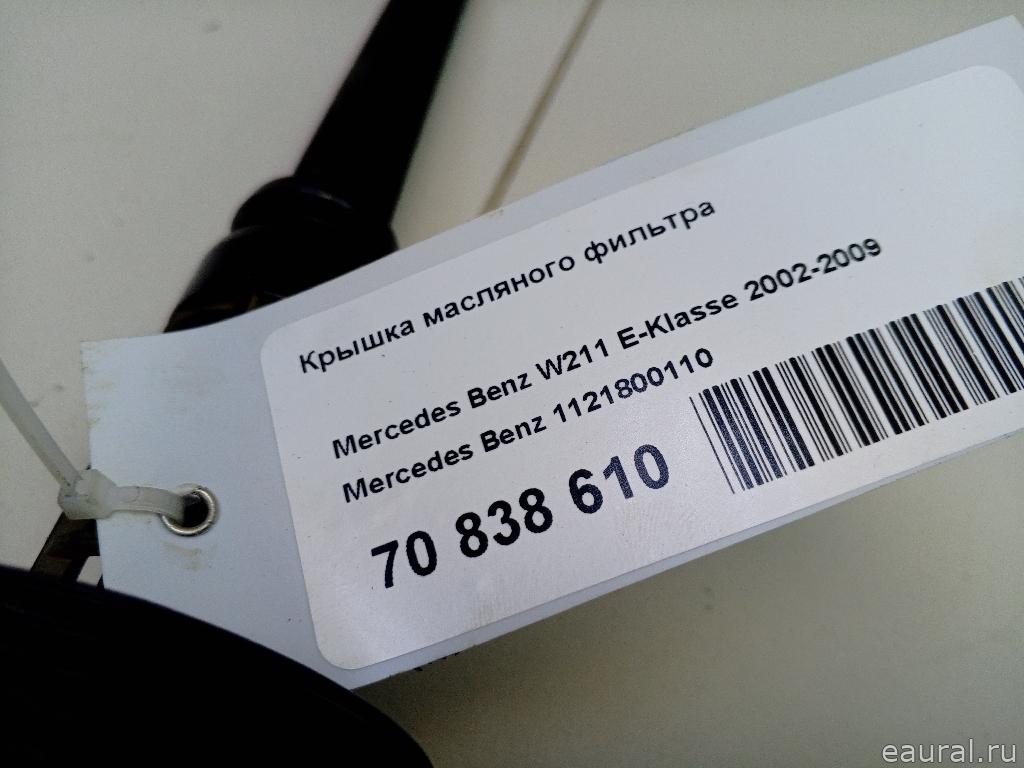 Крышка масляного фильтра
Mercedes Benz W211 E-Klasse 2002-2009
Mercedes Benz 1121800110
70 838 610
eaural.ru